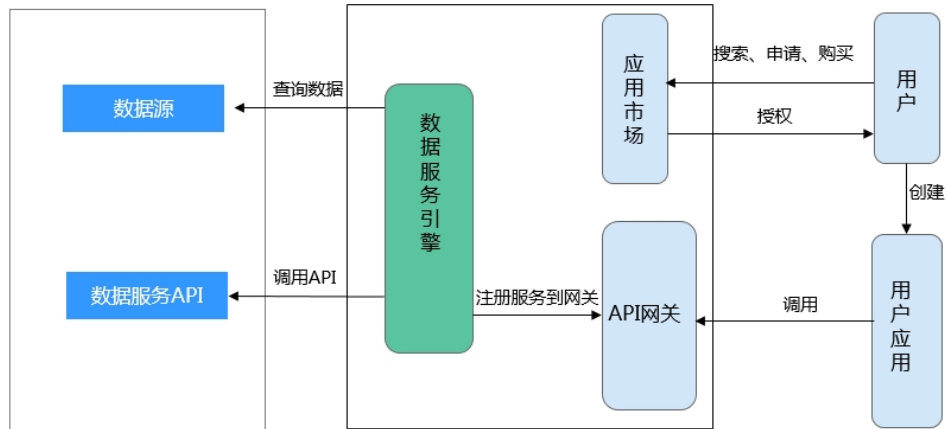 数据源
数据服务API
查询数据
调用API
数据服务引擎
注册服务到网关
应用市场
API网关
搜索、申请、购买
授权
调用
用户
创建
用户应用